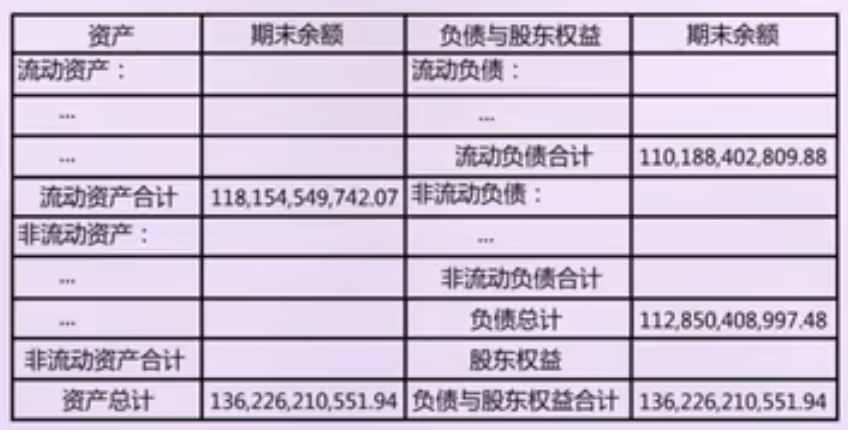 资产 期末余额 负债与股东权益 期末余额
流动资产： 流动负债：
... ...
... 流动负债合计 110,188,402,809.88
流动资产合计 118,154,549,742.07 非流动负债：
非流动资产： ...
... 非流动负债合计
... 负债总计 112,850,408,997.48
非流动资产合计 股东权益
资产总计 136,226,210,551.94 负债与股东权益合计 136,226,210,551.94